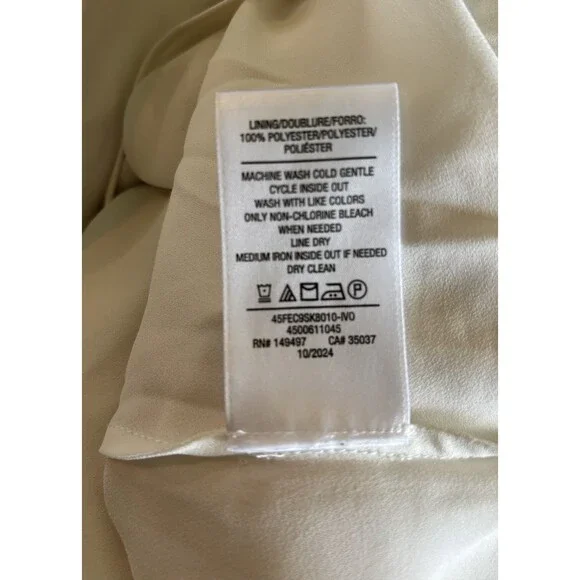 LINING/DOUBLURE/FORRO:
100% POLYESTER/POLYESTER/
POLIÉSTER
MACHINE WASH COLD GENTLE
CYCLE INSIDE OUT
WASH WITH LIKE COLORS
ONLY NON-CHLORINE BLEACH
WHEN NEEDED
LINE DRY
MEDIUM IRON INSIDE OUT IF NEEDED
DRY CLEAN
P
45FEC9SK8010-IVO
4500611045
RN# 149497 CA# 35037
10/2024